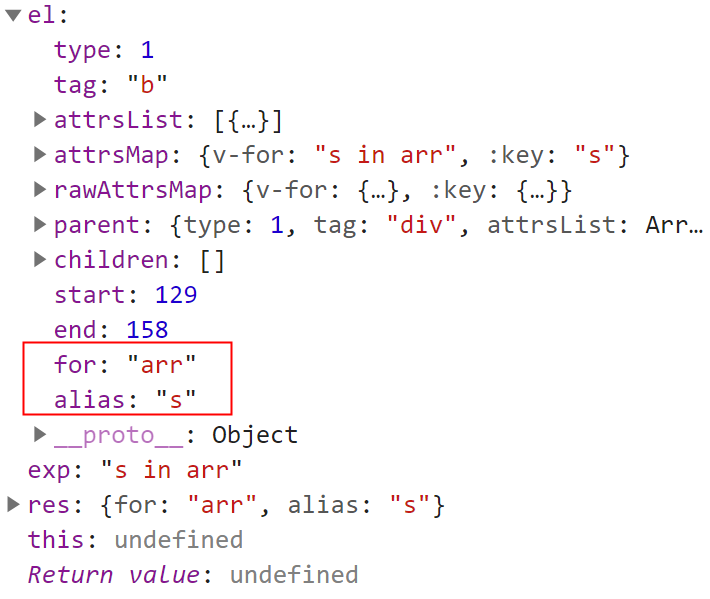 el:
type: 1
tag: "b"
attrsList: [{…}]
attrsMap: {v-for: "s in arr", :key: "s"}
rawAttrsMap: {v-for: {…}, :key: {…}}
parent: {type: 1, tag: "div", attrsList: Arr…
children: []
start: 129
end: 158
for: "arr"
alias: "s"
__proto__: Object
exp: "s in arr"
res: {for: "arr", alias: "s"}
this: undefined
Return value: undefined